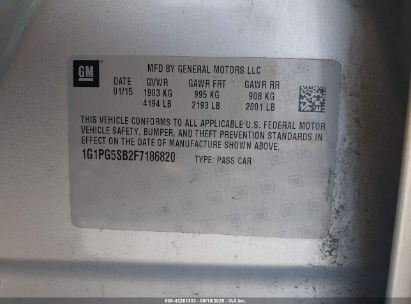 GM
MFD BY GENERAL MOTORS LLC
DATE GVWR GAWR FRT GAWR RR
01/15 1903 KG 995 KG 908 KG
4194 LB 2193 LB 2001 LB
THIS VEHICLE CONFORMS TO ALL APPLICABLE U.S. FEDERAL MOTOR
VEHICLE SAFETY, BUMPER, AND THEFT PREVENTION STANDARDS IN
EFFECT ON THE DATE OF MANUFACTURE SHOWN ABOVE.
1G1PG5SB2F7186820 TYPE: PASS CAR